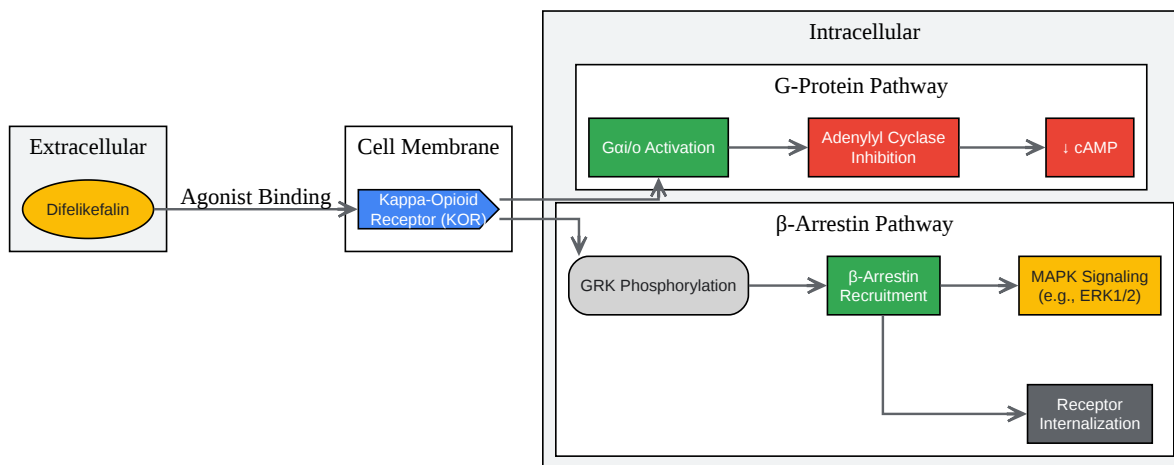 Intracellular
G-Protein Pathway
Extracellular
Cell Membrane
Gαi/o Activation
Adenylyl Cyclase
Inhibition
↓ cAMP
Difelikefalin
Agonist Binding
Kappa-Opioid
Receptor (KOR)
β-Arrestin Pathway
GRK Phosphorylation
β-Arrestin
Recruitment
MAPK Signaling
(e.g., ERK1/2)
Receptor
Internalization